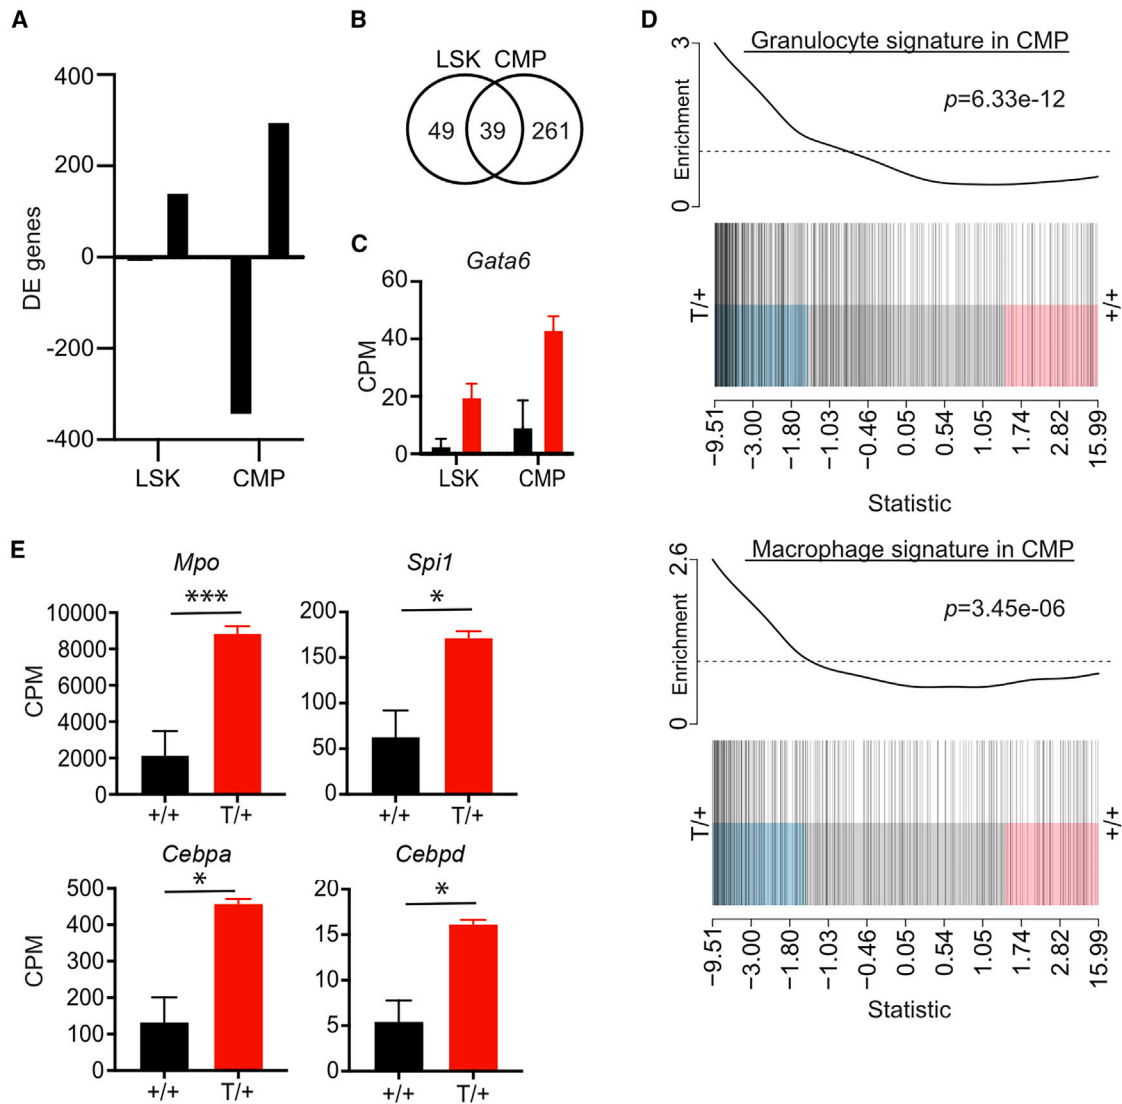 A
400
200
0
-200
-400
DE genes
LSK
CMP
B
LSK CMP
49 39 261
C
Gata6
60
40
20
0
CPM
LSK
CMP
D
Granulocyte signature in CMP
p=6.33e-12
3
0
Enrichment
T/+
+/+
−9.51
−3.00
−1.80
−1.03
−0.46
0.05
0.54
1.05
1.74
2.82
15.99
Statistic
Macrophage signature in CMP
p=3.45e-06
2.6
0
Enrichment
T/+
+/+
−9.51
−3.00
−1.80
−1.03
−0.46
0.05
0.54
1.05
1.74
2.82
15.99
Statistic
E
Mpo
***
10000
8000
6000
4000
2000
0
CPM
+/+
T/+
Spi1
*
200
150
100
50
0
+/+
T/+
Cebpa
*
500
400
300
200
100
0
CPM
+/+
T/+
Cebpd
*
20
15
10
5
0
+/+
T/+